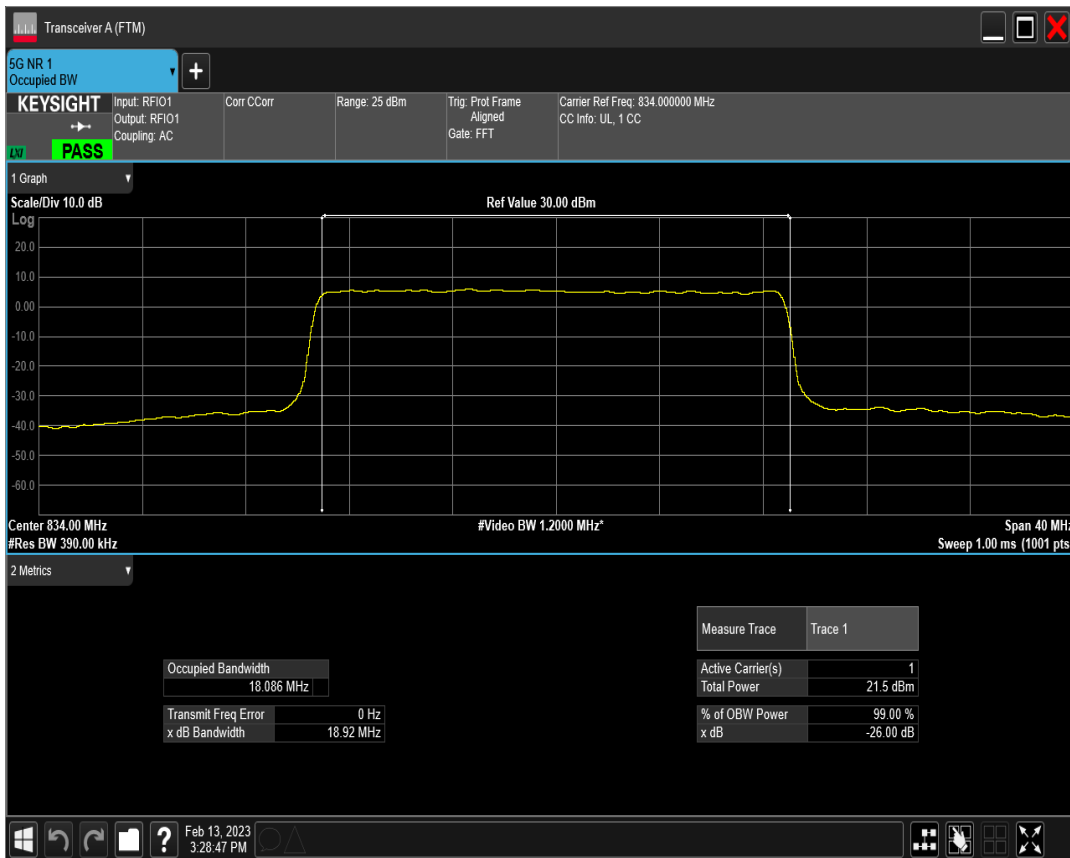 Transceiver A (FTM)
5G NR 1
Occupied BW
+
KEYSIGHT
LXI
PASS
Input: RFIO1
Output: RFIO1
Coupling: AC
Corr CCorr
Range: 25 dBm
Trig: Prot Frame
Aligned
Gate: FFT
Carrier Ref Freq: 834.000000 MHz
CC Info: UL, 1 CC
1 Graph
Scale/Div 10.0 dB
Ref Value 30.00 dBm
Log
20.0
10.0
0.00
-10.0
-20.0
-30.0
-40.0
-50.0
-60.0
Center 834.00 MHz
#Video BW 1.2000 MHz*
Span 40 MHz
#Res BW 390.00 kHz
Sweep 1.00 ms (1001 pts
2 Metrics
Measure Trace Trace 1
Occupied Bandwidth
18.086 MHz
Active Carrier(s) 1
Total Power 21.5 dBm
Transmit Freq Error 0 Hz
x dB Bandwidth 18.92 MHz
% of OBW Power 99.00 %
x dB -26.00 dB
?
Feb 13, 2023
3:28:47 PM